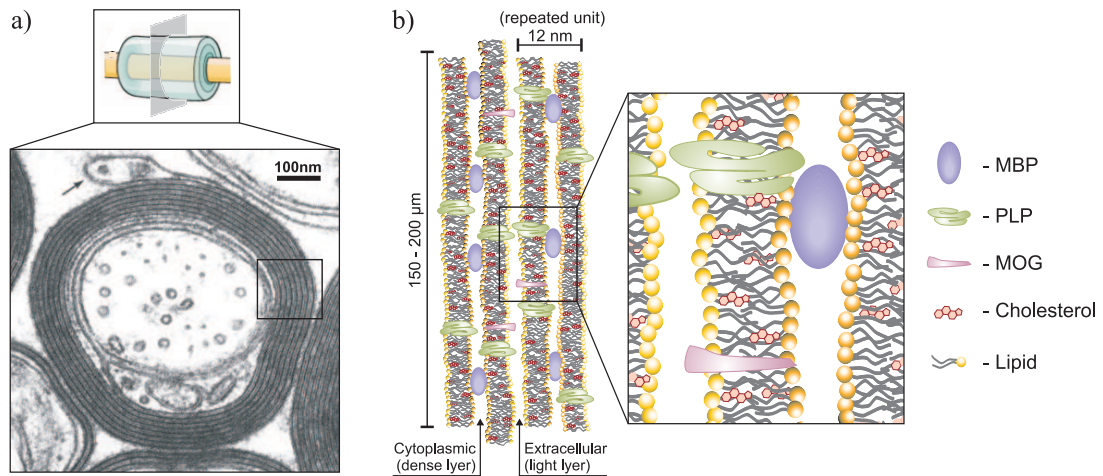 a)
100nm
b)
(repeated unit)
12 nm
150 - 200 µm
Cytoplasmic
(dense lyer)
Extracellular
(light lyer)
- MBP
- PLP
- MOG
- Cholesterol
- Lipid